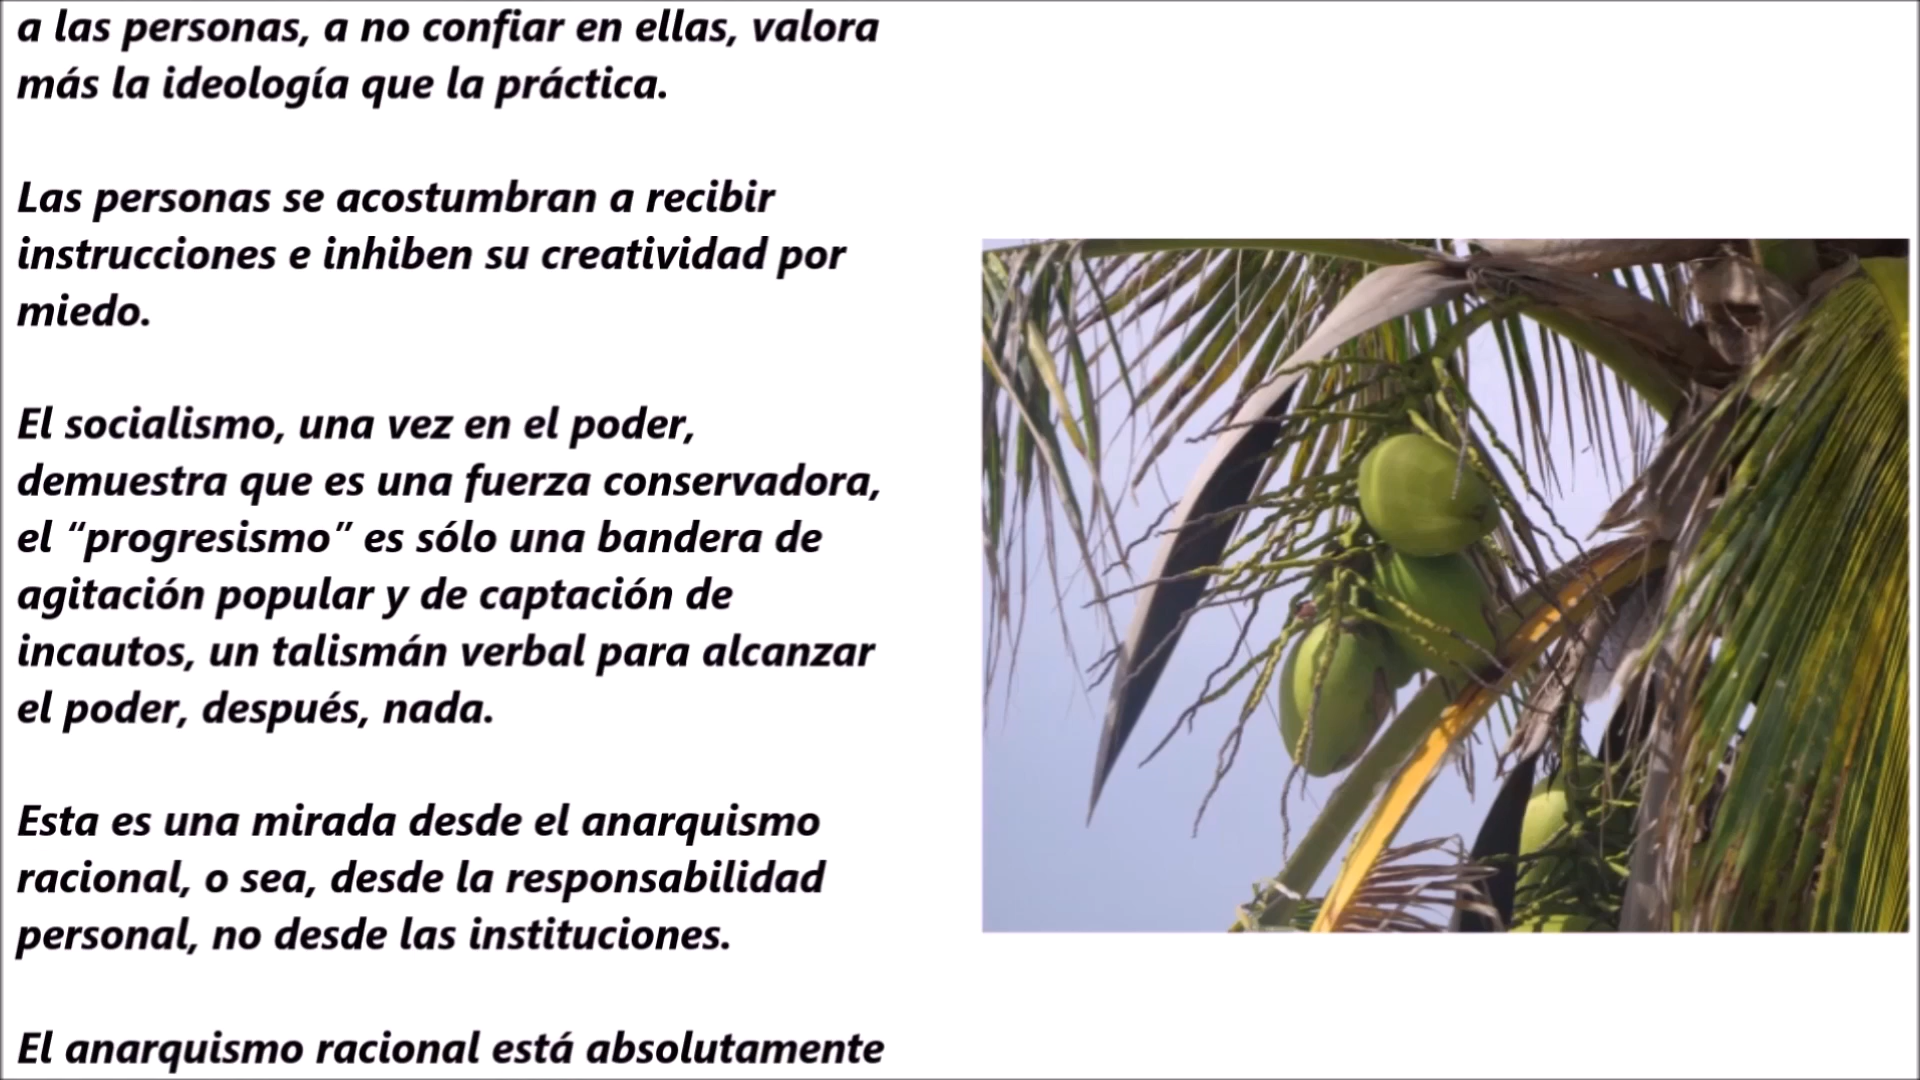 a las personas, a no confiar en ellas, valora
más la ideología que la práctica.
Las personas se acostumbran a recibir
instrucciones e inhiben su creatividad por
miedo.
El socialismo, una vez en el poder,
demuestra que es una fuerza conservadora,
el “progresismo” es sólo una bandera de
agitación popular y de captación de
incautos, un talismán verbal para alcanzar
el poder, después, nada.
Esta es una mirada desde el anarquismo
racional, o sea, desde la responsabilidad
personal, no desde las instituciones.
El anarquismo racional está absolutamente